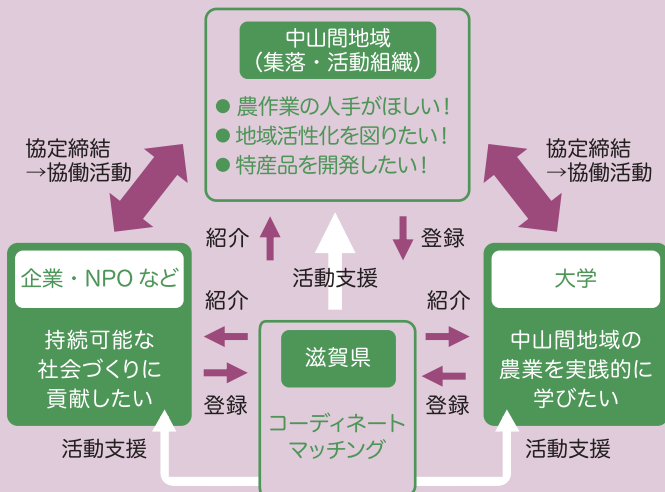 中山間地域
(集落・活動組織)
● 農作業の人手がほしい!
● 地域活性化を図りたい!
● 特産品を開発したい!
協定締結
→協働活動
協定締結
→協働活動
紹介
登録
活動支援
企業・NPO など
持続可能な
社会づくりに
貢献したい
紹介
登録
滋賀県
コーディネート
マッチング
紹介
登録
大学
中山間地域の
農業を実践的に
学びたい
活動支援
活動支援